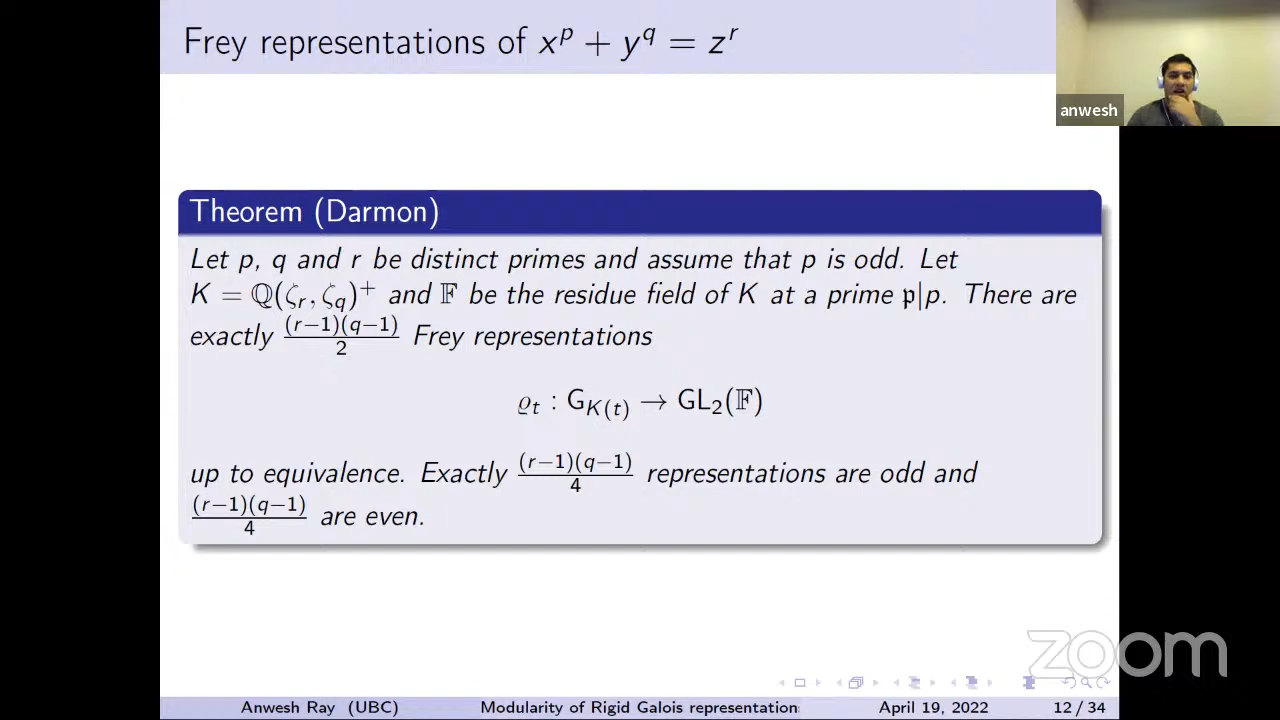 Frey representations of x^p + y^q = z^r
anwesh
Theorem (Darmon)
Let p, q and r be distinct primes and assume that p is odd. Let
K = ℚ(ζ_r, ζ_q)^+ and 𝔽 be the residue field of K at a prime 𝔭|p. There are
exactly (r−1)(q−1)/2 Frey representations
ϱ_t : G_{K(t)} → GL_2(𝔽)
up to equivalence. Exactly (r−1)(q−1)/4 representations are odd and
(r−1)(q−1)/4 are even.
zoom
Anwesh Ray (UBC) Modularity of Rigid Galois representation April 19, 2022 12 / 34